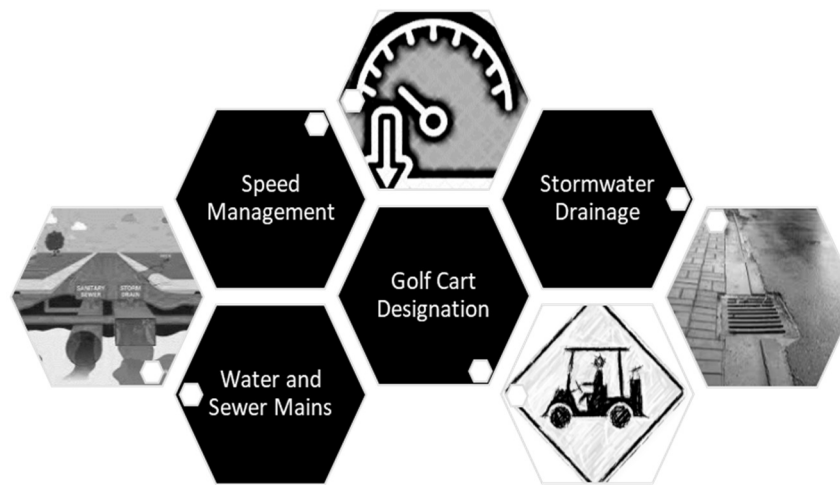 Speed
Management
Stormwater
Drainage
SANITARY
SEWER
STORM
DRAIN
Golf Cart
Designation
Water and
Sewer Mains